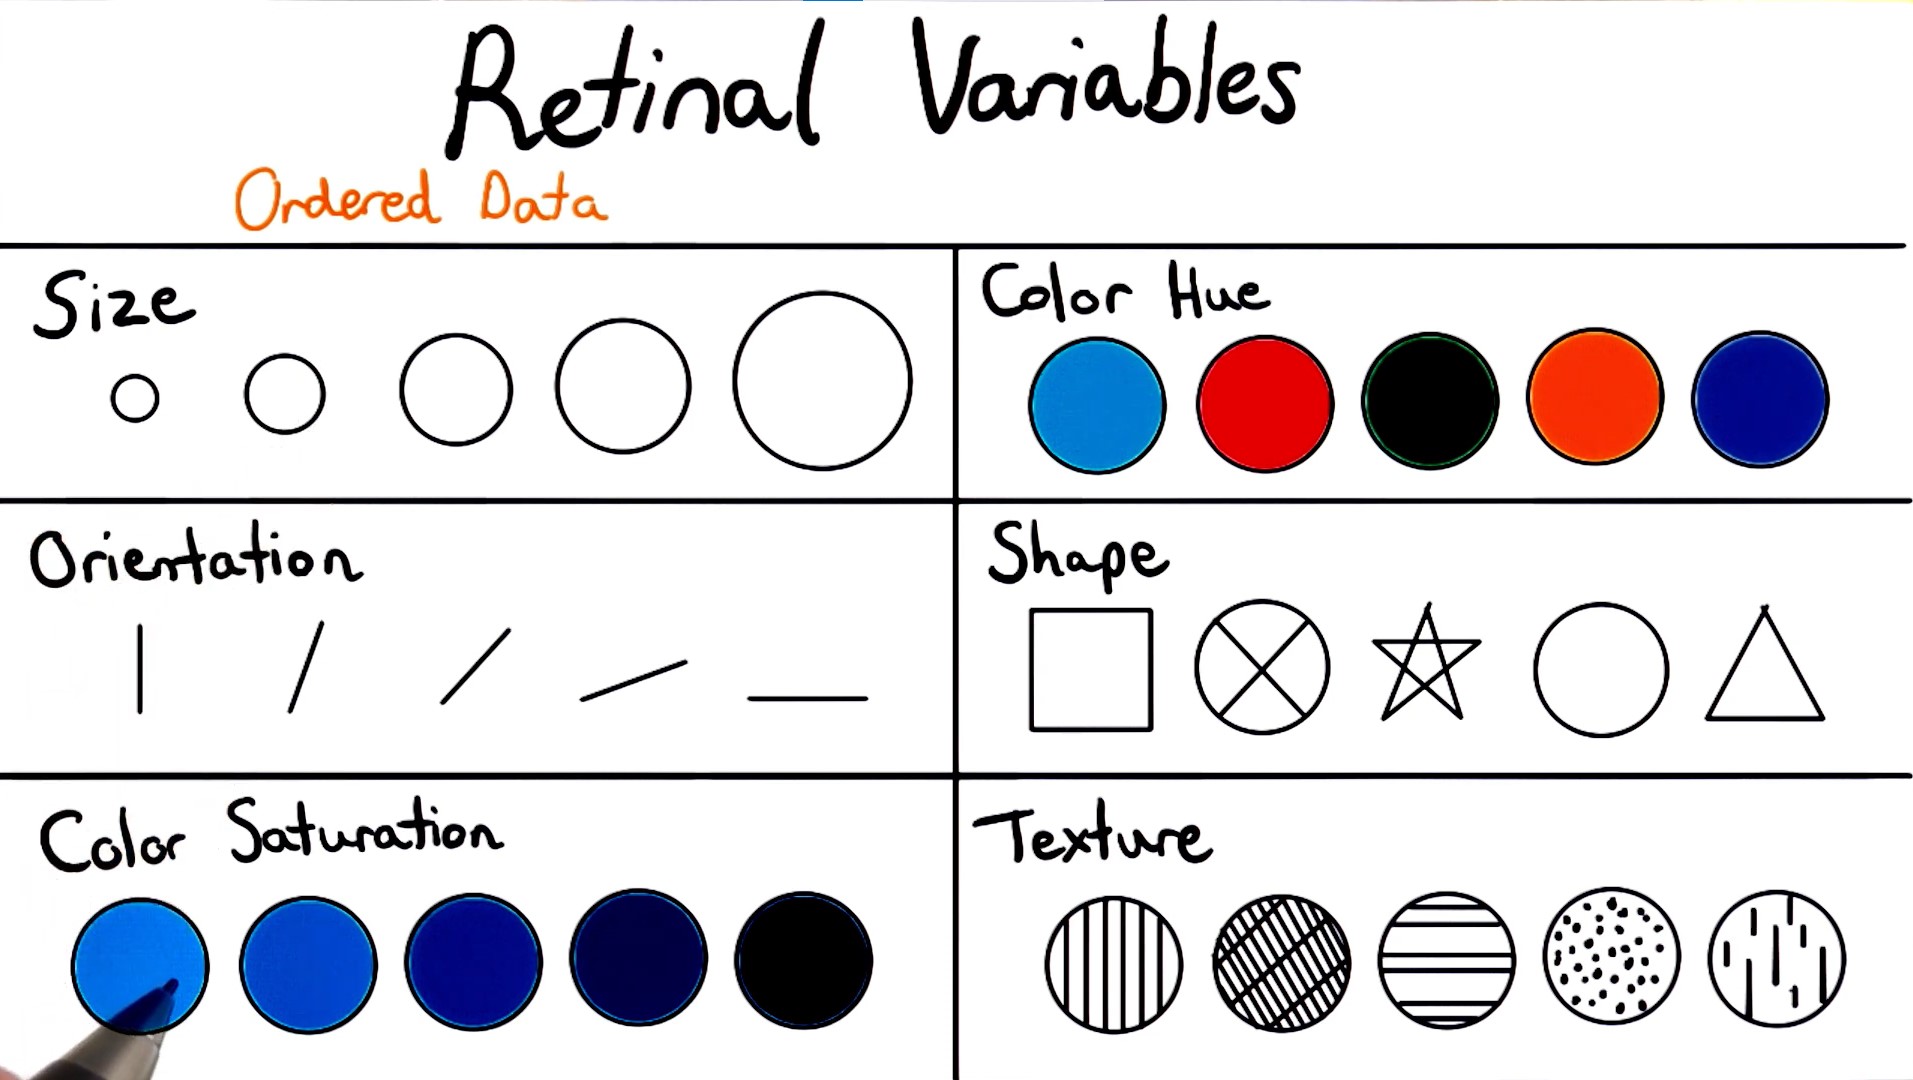 Retinal Variables
Ordered Data
Size
Color Hue
Orientation
Shape
Color Saturation
Texture